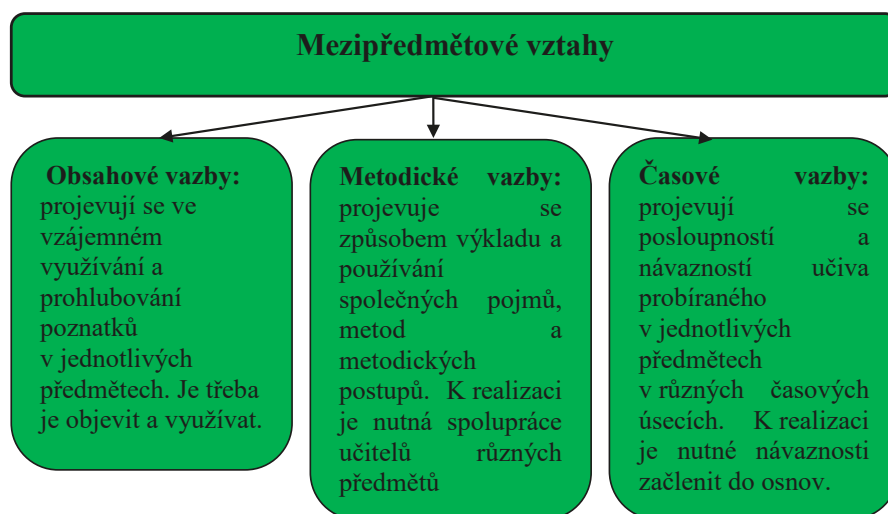 Mezipředmětové vztahy
Obsahové vazby:
projevují se ve
vzájemném
využívání a
prohlubování
poznatků
v jednotlivých
předmětech. Je třeba
je objevit a využívat.
Metodické vazby:
projevuje se
způsobem výkladu a
používání
společných pojmů,
metod a
metodických
postupů. K realizaci
je nutná spolupráce
učitelů různých
předmětů
Časové vazby:
projevují se
posloupností a
návazností učiva
probíraného
v jednotlivých
předmětech
v různých časových
úsecích. K realizaci
je nutné návaznosti
začlenit do osnov.